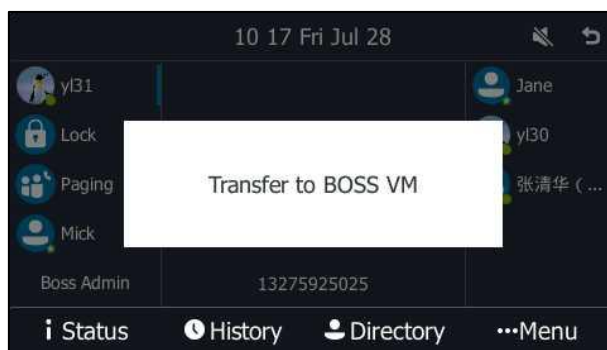 10 17 Fri Jul 28
yl31
Jane
Lock
yl30
Paging
Transfer to BOSS VM
张清华（...
Mick
Boss Admin
13275925025
Status
History
Directory
Menu